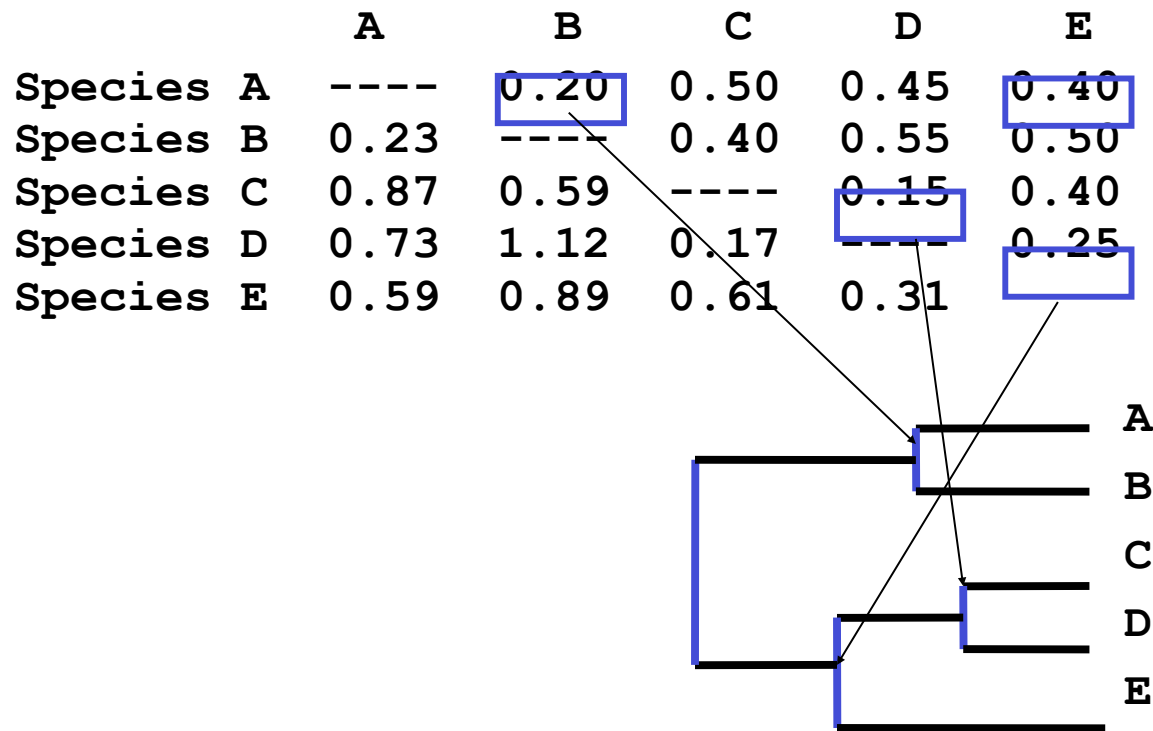 A B C D E
Species A ---- 0.20 0.50 0.45 0.40
Species B 0.23 ---- 0.40 0.55 0.50
Species C 0.87 0.59 ---- 0.15 0.40
Species D 0.73 1.12 0.17 ---- 0.25
Species E 0.59 0.89 0.61 0.31
A
B
C
D
E